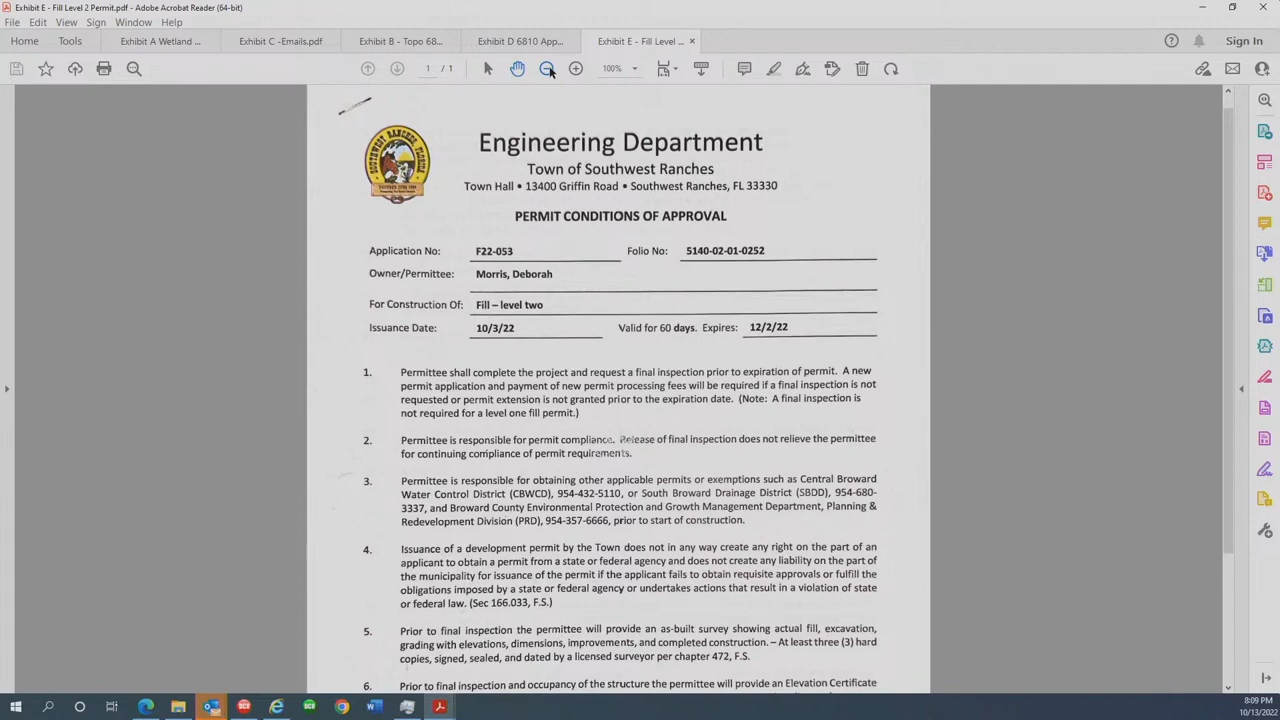 Exhibit E - Fill Level 2 Permit.pdf - Adobe Acrobat Reader (64-bit)
File Edit View Sign Window Help
Home Tools Exhibit A Wetland ... Exhibit C -Emails.pdf Exhibit B - Topo 68... Exhibit D 6810 App... Exhibit E - Fill Level ... × Sign In
1 / 1 100%
Engineering Department
Town of Southwest Ranches
Town Hall • 13400 Griffin Road • Southwest Ranches, FL 33330
PERMIT CONDITIONS OF APPROVAL
Application No: F22-053 Folio No: 5140-02-01-0252
Owner/Permittee: Morris, Deborah
For Construction Of: Fill – level two
Issuance Date: 10/3/22 Valid for 60 days. Expires: 12/2/22
1. Permittee shall complete the project and request a final inspection prior to expiration of permit. A new
permit application and payment of new permit processing fees will be required if a final inspection is not
requested or permit extension is not granted prior to the expiration date. (Note: A final inspection is
not required for a level one fill permit.)
2. Permittee is responsible for permit compliance. Release of final inspection does not relieve the permittee
for continuing compliance of permit requirements.
3. Permittee is responsible for obtaining other applicable permits or exemptions such as Central Broward
Water Control District (CBWCD), 954-432-5110, or South Broward Drainage District (SBDD), 954-680-
3337, and Broward County Environmental Protection and Growth Management Department, Planning &
Redevelopment Division (PRD), 954-357-6666, prior to start of construction.
4. Issuance of a development permit by the Town does not in any way create any right on the part of an
applicant to obtain a permit from a state or federal agency and does not create any liability on the part of
the municipality for issuance of the permit if the applicant fails to obtain requisite approvals or fulfill the
obligations imposed by a state or federal agency or undertakes actions that result in a violation of state
or federal law. (Sec 166.033, F.S.)
5. Prior to final inspection the permittee will provide an as-built survey showing actual fill, excavation,
grading with elevations, dimensions, improvements, and completed construction. – At least three (3) hard
copies, signed, sealed, and dated by a licensed surveyor per chapter 472, F.S.
6. Prior to final inspection and occupancy of the structure the permittee will provide an Elevation Certificate
8:09 PM
10/13/2022